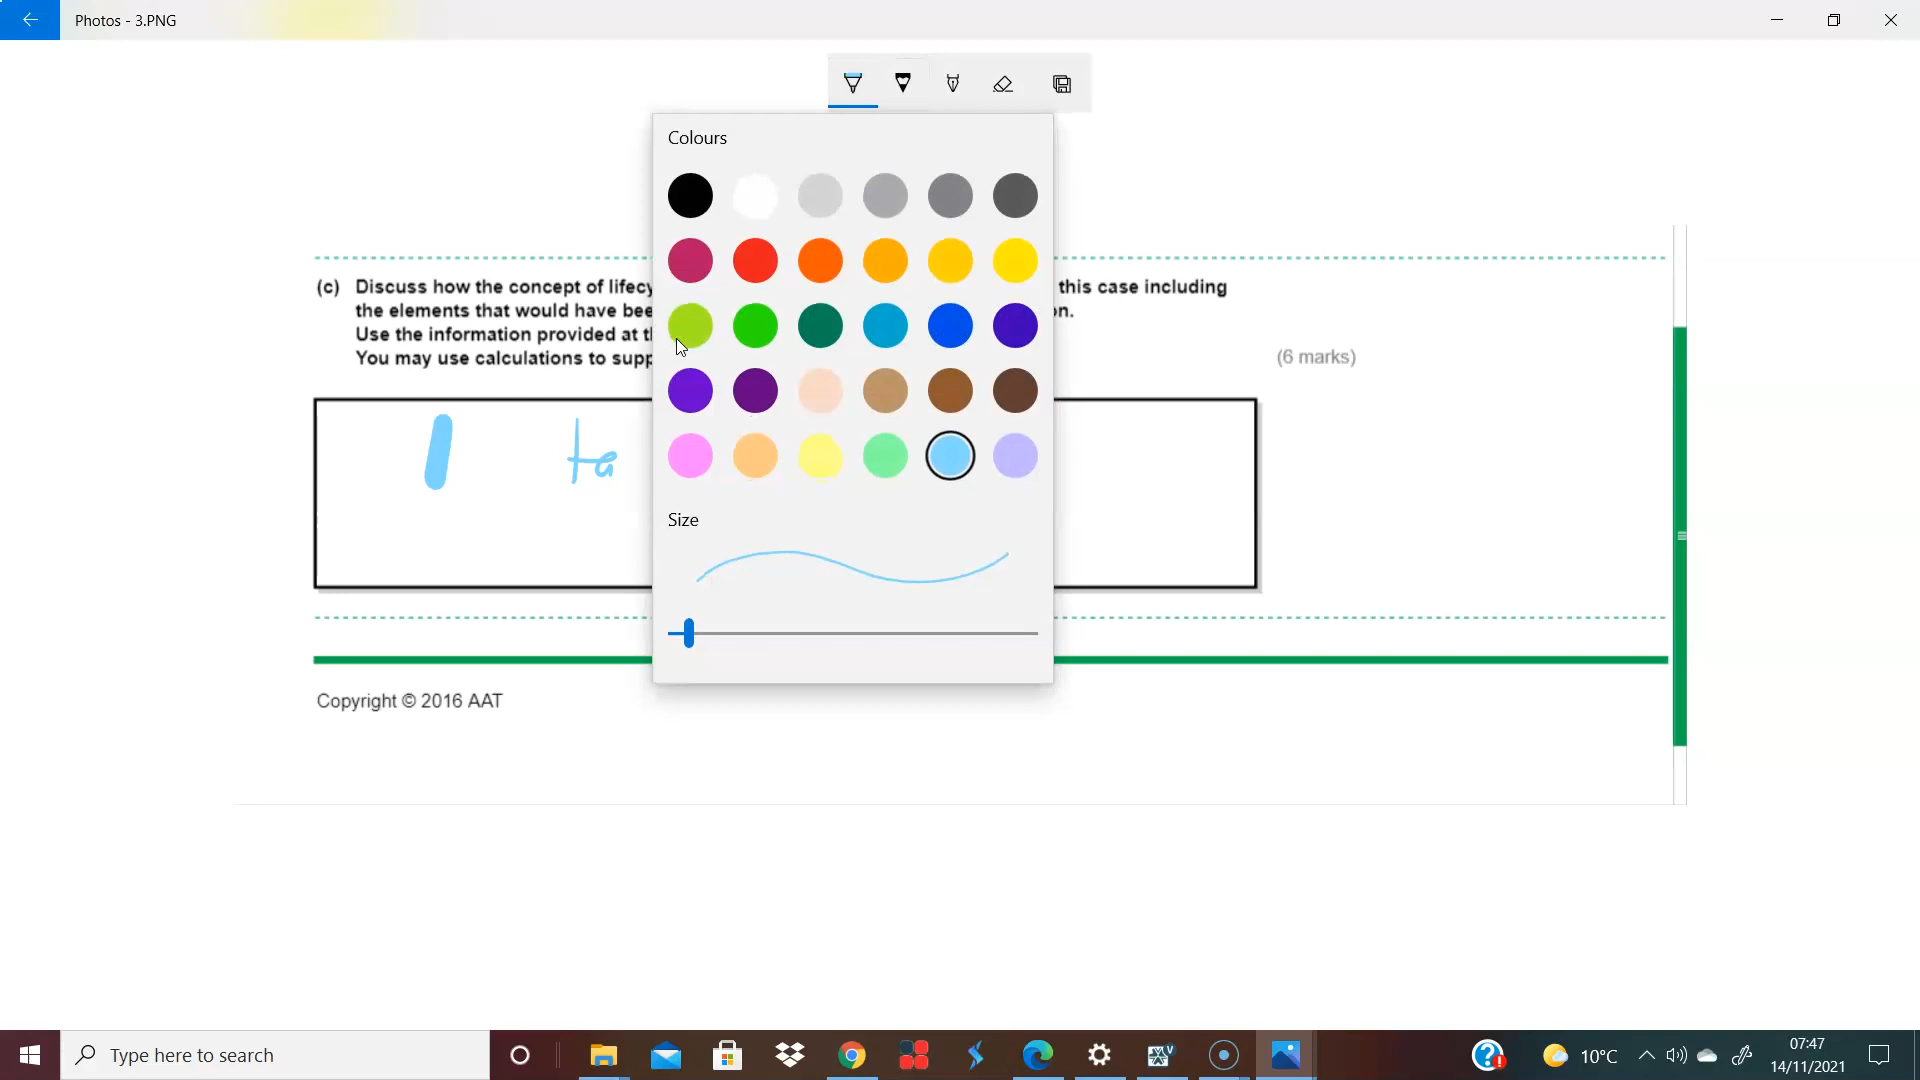 Photos - 3.PNG
Colours
(c) Discuss how the concept of lifecy this case including
the elements that would have bee n.
Use the information provided at t
You may use calculations to supp
(6 marks)
Size
Copyright © 2016 AAT
Type here to search
10°C
07:47
14/11/2021